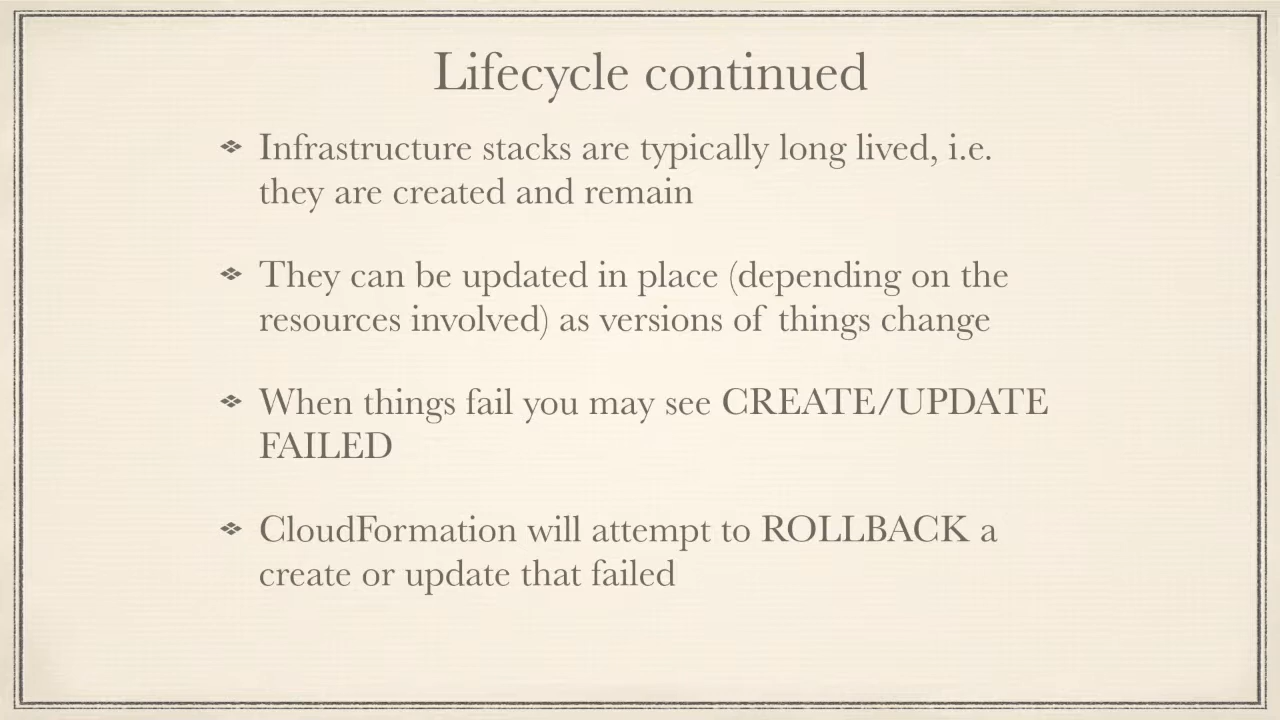 Lifecycle continued
Infrastructure stacks are typically long lived, i.e.
they are created and remain
They can be updated in place (depending on the
resources involved) as versions of things change
When things fail you may see CREATE/UPDATE
FAILED
CloudFormation will attempt to ROLLBACK a
create or update that failed